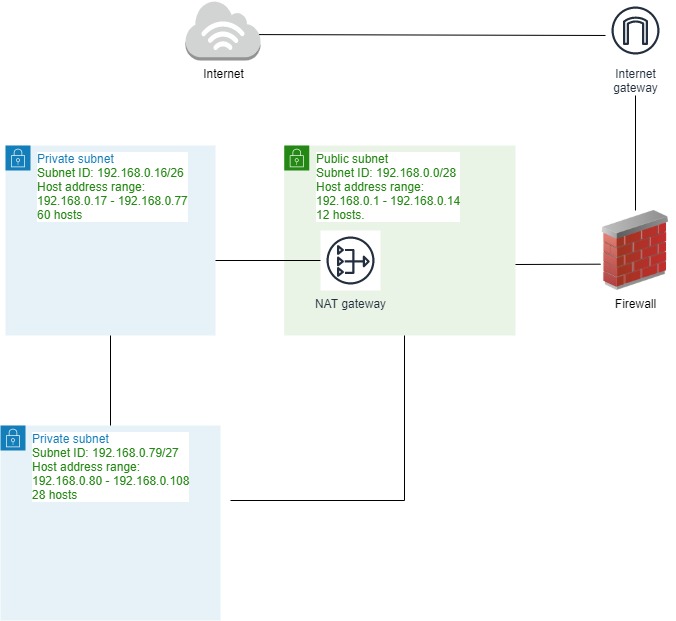 Internet
Internet
gateway
Private subnet
Subnet ID: 192.168.0.16/26
Host address range:
192.168.0.17 - 192.168.0.77
60 hosts
Public subnet
Subnet ID: 192.168.0.0/28
Host address range:
192.168.0.1 - 192.168.0.14
12 hosts.
NAT gateway
Firewall
Private subnet
Subnet ID: 192.168.0.79/27
Host address range:
192.168.0.80 - 192.168.0.108
28 hosts